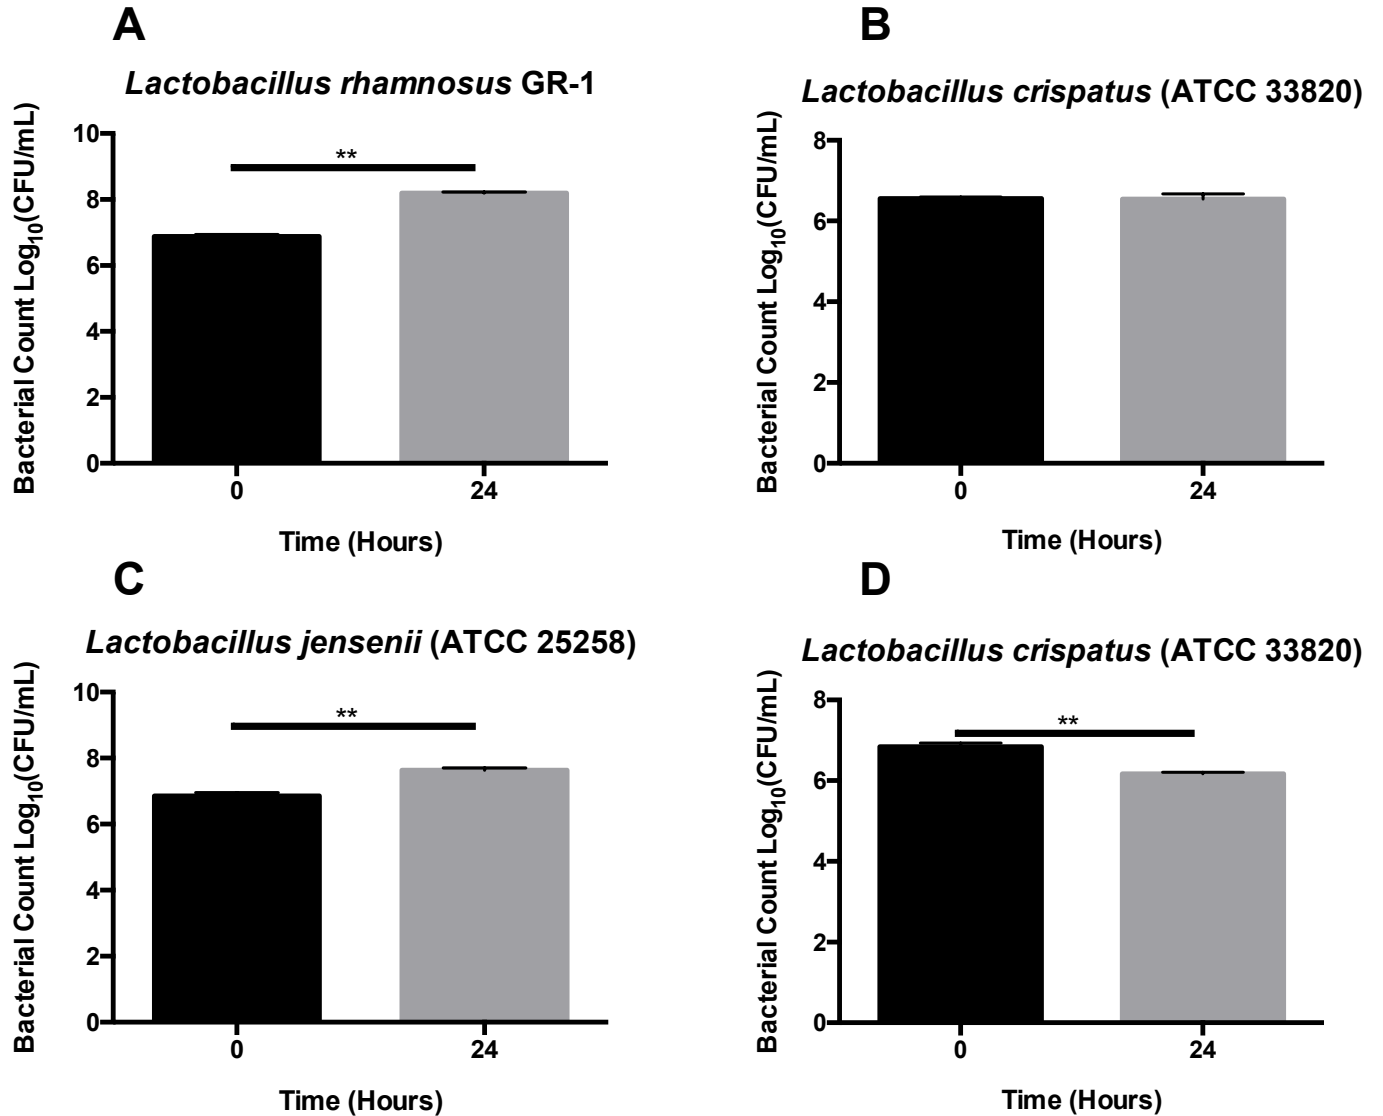 A
Lactobacillus rhamnosus GR-1
Bacterial Count Log10(CFU/mL)
10
8
6
4
2
0
**
0
24
Time (Hours)
B
Lactobacillus crispatus (ATCC 33820)
Bacterial Count Log10(CFU/mL)
8
6
4
2
0
0
24
Time (Hours)
C
Lactobacillus jensenii (ATCC 25258)
Bacterial Count Log10(CFU/mL)
10
8
6
4
2
0
**
0
24
Time (Hours)
D
Lactobacillus crispatus (ATCC 33820)
Bacterial Count Log10(CFU/mL)
8
6
4
2
0
**
0
24
Time (Hours)